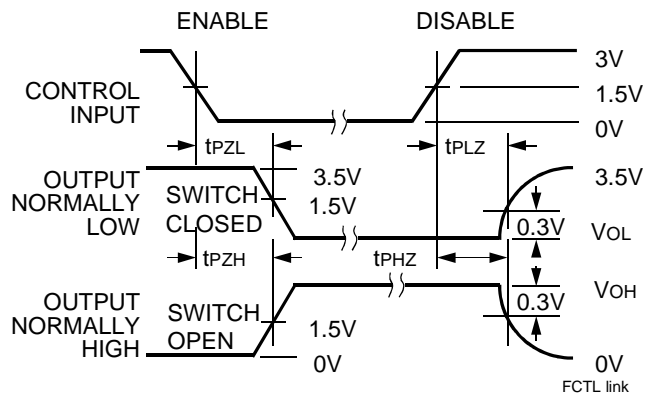 ENABLE DISABLE
CONTROL INPUT
3V
1.5V
0V
tPZL
tPLZ
OUTPUT NORMALLY LOW
SWITCH CLOSED
3.5V
1.5V
3.5V
0.3V
VOL
tPZH
tPHZ
OUTPUT NORMALLY HIGH
SWITCH OPEN
1.5V
0V
VOH
0.3V
0V
FCTL link